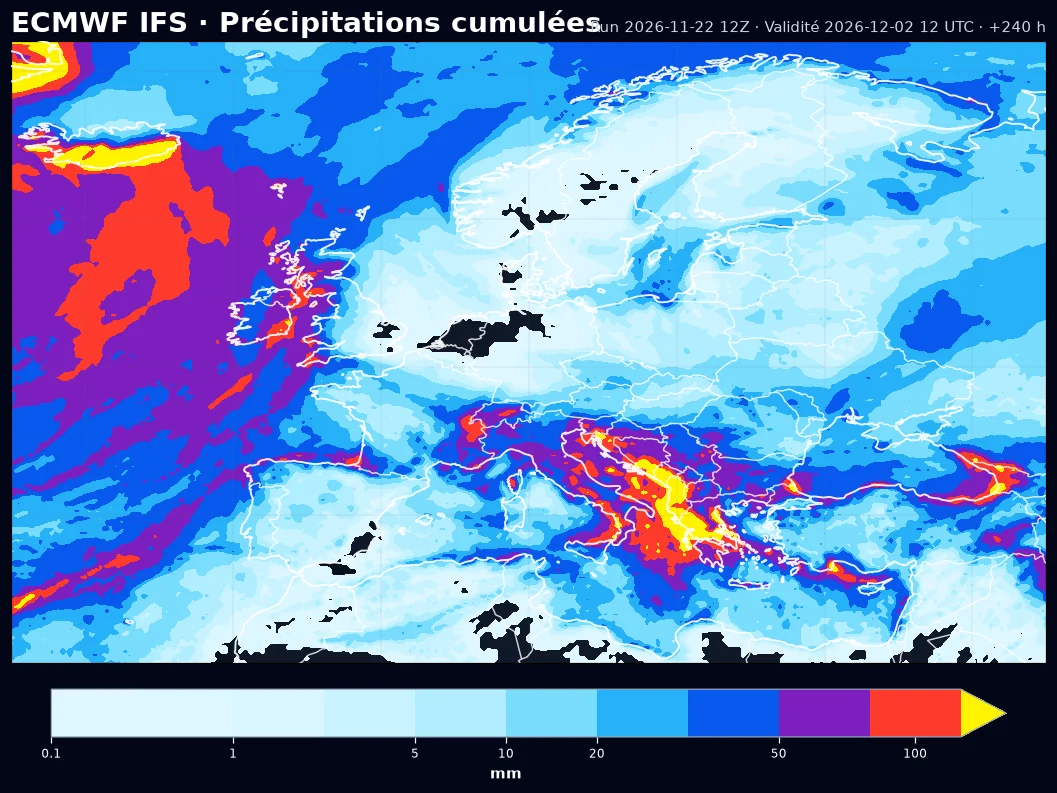 ECMWF IFS · Précipitations cumulées
Run 2026-11-22 12Z · Validité 2026-12-02 12 UTC · +240 h
0.1 1 5 10 20 50 100
mm